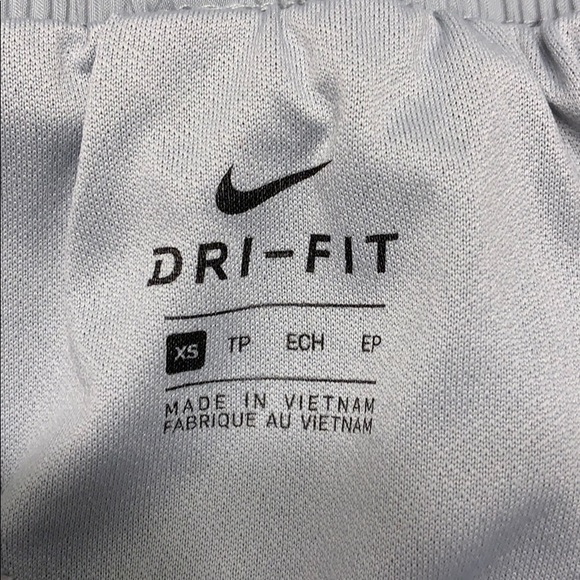 DRI-FIT
XS TP ECH EP
MADE IN VIETNAM
FABRIQUE AU VIETNAM